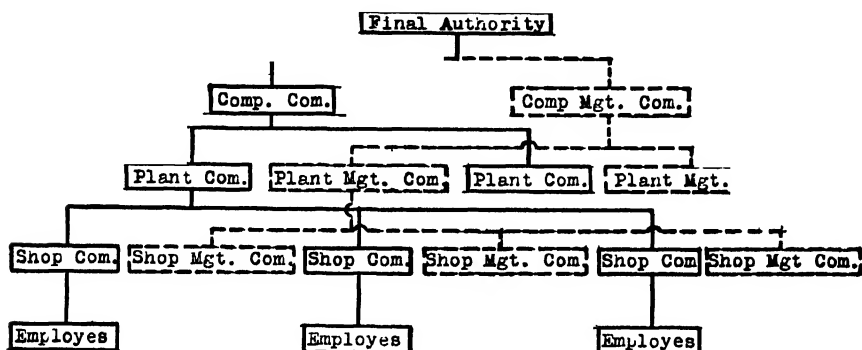 Final Authority
Comp. Com.
Comp Mgt. Com.
Plant Com.
Plant Mgt. Com.
Plant Com.
Plant Mgt.
Shop Com.
Shop Mgt. Com.
Shop Com.
Shop Mgt. Com.
Shop Com
Shop Mgt Com.
Employes
Employes
Employes